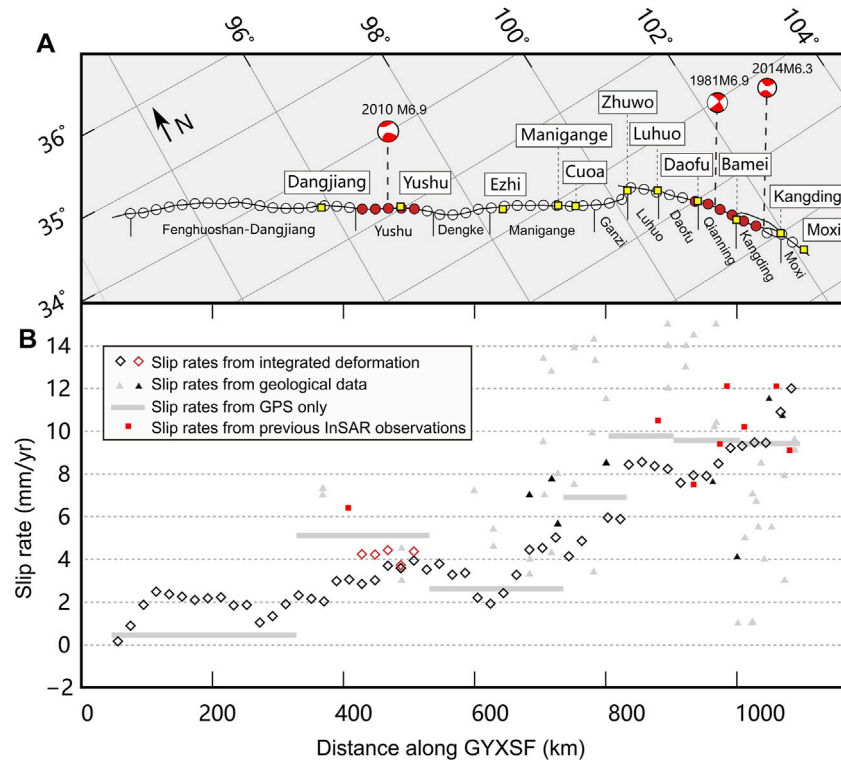 A
96°
98°
100°
102°
104°
36°
35°
34°
N
2010 M6.9
1981M6.9
2014M6.3
Zhuwo
Manigange
Luhuo
Dangjiang
Yushu
Ezhi
Cuoa
Daofu
Bamei
Kangding
Moxi
Fenghuoshan-Dangjiang
Yushu
Dengke
Manigange
Ganzi
Luhuo
Daofu
Qianning
Kangding
Moxi
B
Slip rates from integrated deformation
Slip rates from geological data
Slip rates from GPS only
Slip rates from previous InSAR observations
Slip rate (mm/yr)
14
12
10
8
6
4
2
0
−2
0 200 400 600 800 1000
Distance along GYXSF (km)